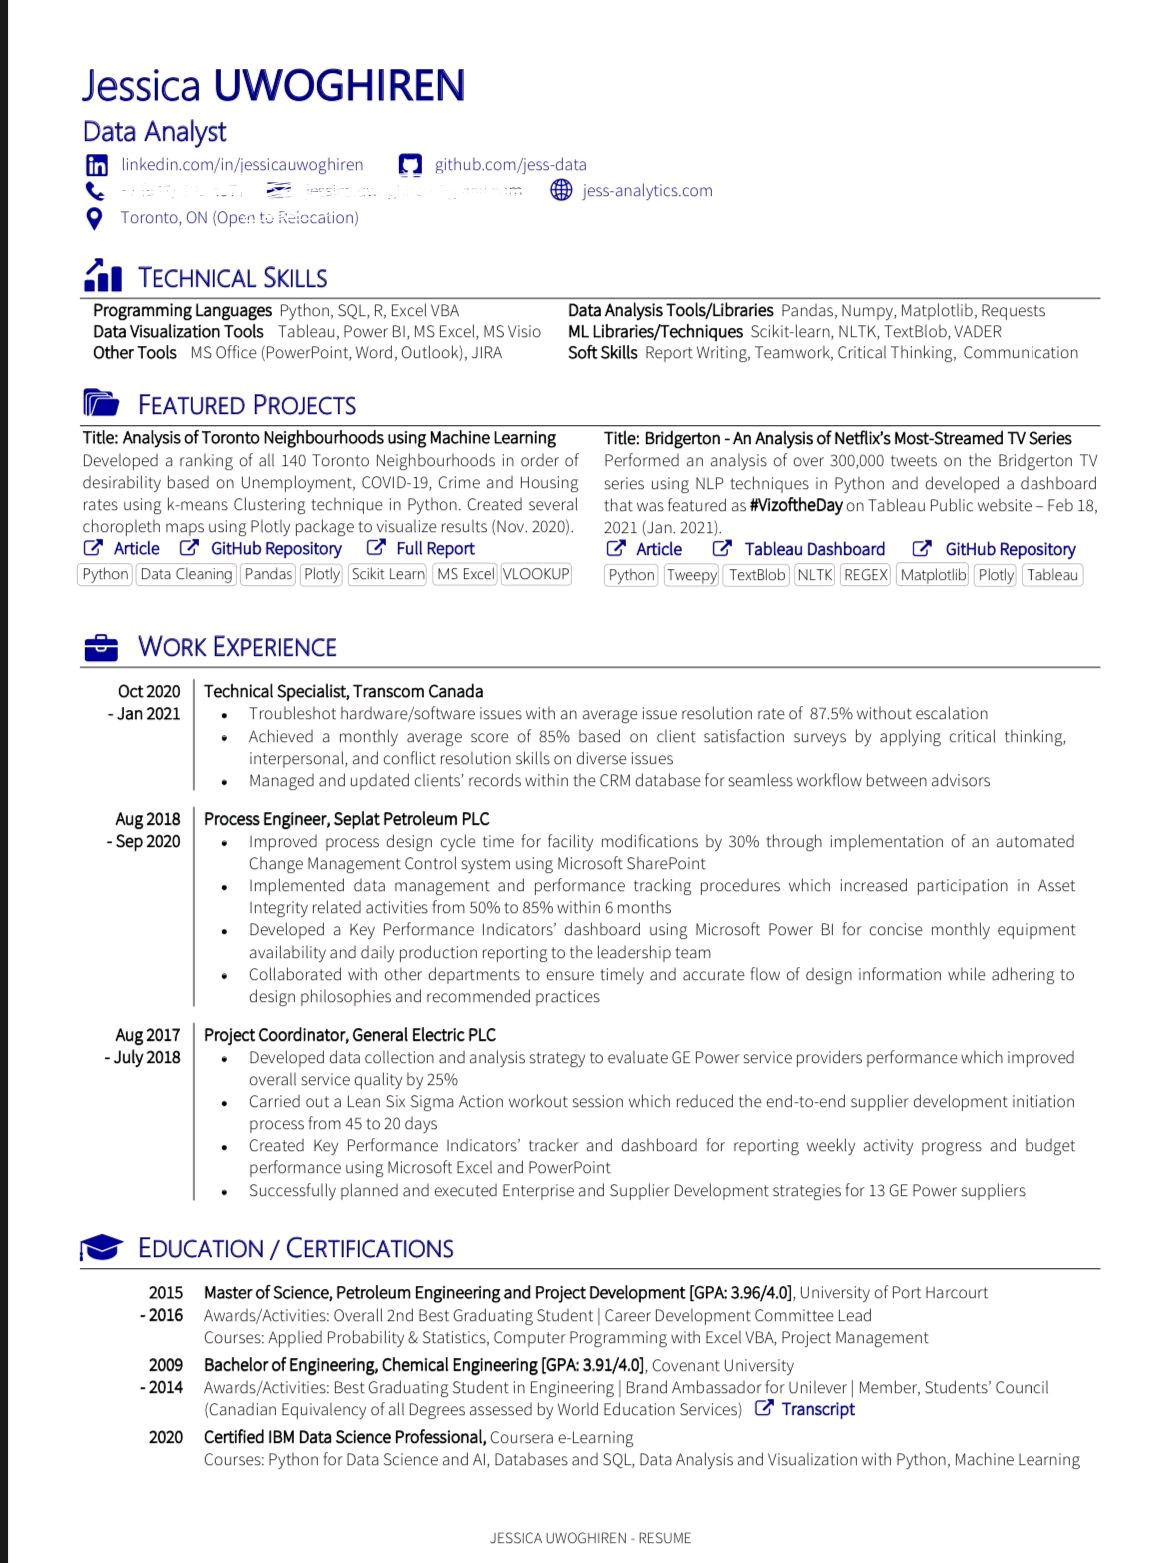 Jessica UWOGHIREN
Data Analyst
linkedin.com/in/jessicauwoghiren github.com/jess-data
jess-analytics.com
Toronto, ON (Open to Relocation)
TECHNICAL SKILLS
Programming Languages Python, SQL, R, Excel VBA
Data Visualization Tools Tableau, Power BI, MS Excel, MS Visio
Other Tools MS Office (PowerPoint, Word, Outlook), JIRA
Data Analysis Tools/Libraries Pandas, Numpy, Matplotlib, Requests
ML Libraries/Techniques Scikit-learn, NLTK, TextBlob, VADER
Soft Skills Report Writing, Teamwork, Critical Thinking, Communication
FEATURED PROJECTS
Title: Analysis of Toronto Neighbourhoods using Machine Learning
Developed a ranking of all 140 Toronto Neighbourhoods in order of
desirability based on Unemployment, COVID-19, Crime and Housing
rates using k-means Clustering technique in Python. Created several
choropleth maps using Plotly package to visualize results (Nov. 2020).
Article GitHub Repository Full Report
Python Data Cleaning Pandas Plotly Scikit Learn MS Excel VLOOKUP
Title: Bridgerton - An Analysis of Netflix's Most-Streamed TV Series
Performed an analysis of over 300,000 tweets on the Bridgerton TV
series using NLP techniques in Python and developed a dashboard
that was featured as #VizoftheDay on Tableau Public website – Feb 18,
2021 (Jan. 2021).
Article Tableau Dashboard GitHub Repository
Python Tweepy TextBlob NLTK REGEX Matplotlib Plotly Tableau
WORK EXPERIENCE
Oct 2020
- Jan 2021
Technical Specialist, Transcom Canada
• Troubleshot hardware/software issues with an average issue resolution rate of 87.5% without escalation
• Achieved a monthly average score of 85% based on client satisfaction surveys by applying critical thinking,
interpersonal, and conflict resolution skills on diverse issues
• Managed and updated clients' records within the CRM database for seamless workflow between advisors
Aug 2018
- Sep 2020
Process Engineer, Seplat Petroleum PLC
• Improved process design cycle time for facility modifications by 30% through implementation of an automated
Change Management Control system using Microsoft SharePoint
• Implemented data management and performance tracking procedures which increased participation in Asset
Integrity related activities from 50% to 85% within 6 months
• Developed a Key Performance Indicators' dashboard using Microsoft Power BI for concise monthly equipment
availability and daily production reporting to the leadership team
• Collaborated with other departments to ensure timely and accurate flow of design information while adhering to
design philosophies and recommended practices
Aug 2017
- July 2018
Project Coordinator, General Electric PLC
• Developed data collection and analysis strategy to evaluate GE Power service providers performance which improved
overall service quality by 25%
• Carried out a Lean Six Sigma Action workout session which reduced the end-to-end supplier development initiation
process from 45 to 20 days
• Created Key Performance Indicators' tracker and dashboard for reporting weekly activity progress and budget
performance using Microsoft Excel and PowerPoint
• Successfully planned and executed Enterprise and Supplier Development strategies for 13 GE Power suppliers
EDUCATION / CERTIFICATIONS
2015
- 2016
Master of Science, Petroleum Engineering and Project Development [GPA: 3.96/4.0], University of Port Harcourt
Awards/Activities: Overall 2nd Best Graduating Student | Career Development Committee Lead
Courses: Applied Probability & Statistics, Computer Programming with Excel VBA, Project Management
2009
- 2014
Bachelor of Engineering, Chemical Engineering [GPA: 3.91/4.0], Covenant University
Awards/Activities: Best Graduating Student in Engineering | Brand Ambassador for Unilever | Member, Students' Council
(Canadian Equivalency of all Degrees assessed by World Education Services) Transcript
2020
Certified IBM Data Science Professional, Coursera e-Learning
Courses: Python for Data Science and AI, Databases and SQL, Data Analysis and Visualization with Python, Machine Learning
JESSICA UWOGHIREN - RESUME